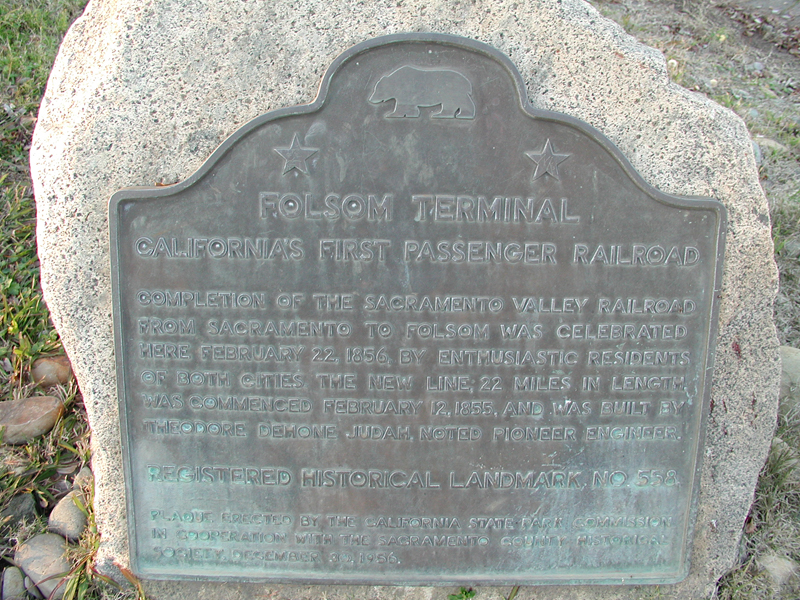 FOLSOM TERMINAL
CALIFORNIA'S FIRST PASSENGER RAILROAD
COMPLETION OF THE SACRAMENTO VALLEY RAILROAD
FROM SACRAMENTO TO FOLSOM WAS CELEBRATED
HERE FEBRUARY 22, 1856, BY ENTHUSIASTIC RESIDENTS
OF BOTH CITIES. THE NEW LINE, 22 MILES IN LENGTH,
WAS COMMENCED FEBRUARY 12, 1855, AND WAS BUILT BY
THEODORE DEHONE JUDAH, NOTED PIONEER ENGINEER.
REGISTERED HISTORICAL LANDMARK, NO. 558
PLAQUE ERECTED BY THE CALIFORNIA STATE PARK COMMISSION
IN COOPERATION WITH THE SACRAMENTO COUNTY HISTORICAL
SOCIETY, DECEMBER 30, 1956.